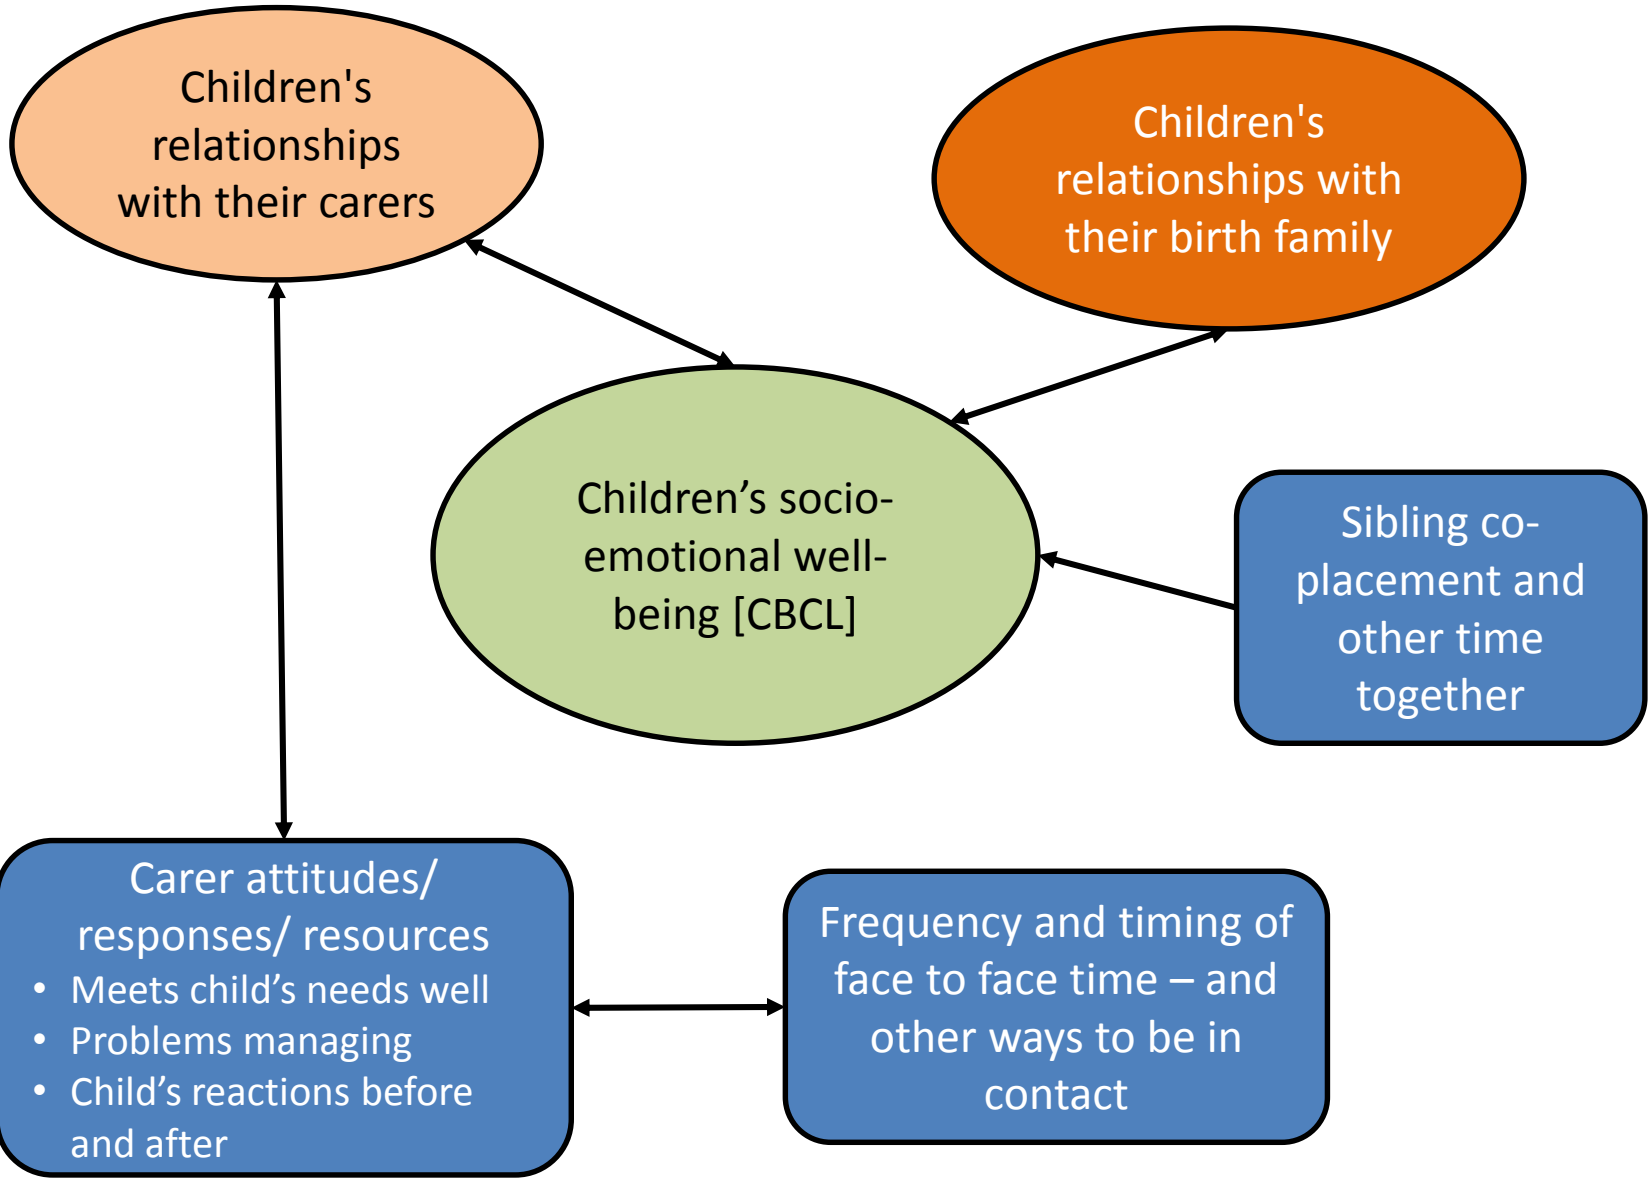 Children's
relationships
with their carers
Children's
relationships with
their birth family
Children’s socio-
emotional well-
being [CBCL]
Sibling co-
placement and
other time
together
Carer attitudes/
responses/ resources
• Meets child’s needs well
• Problems managing
• Child’s reactions before
and after
Frequency and timing of
face to face time – and
other ways to be in
contact